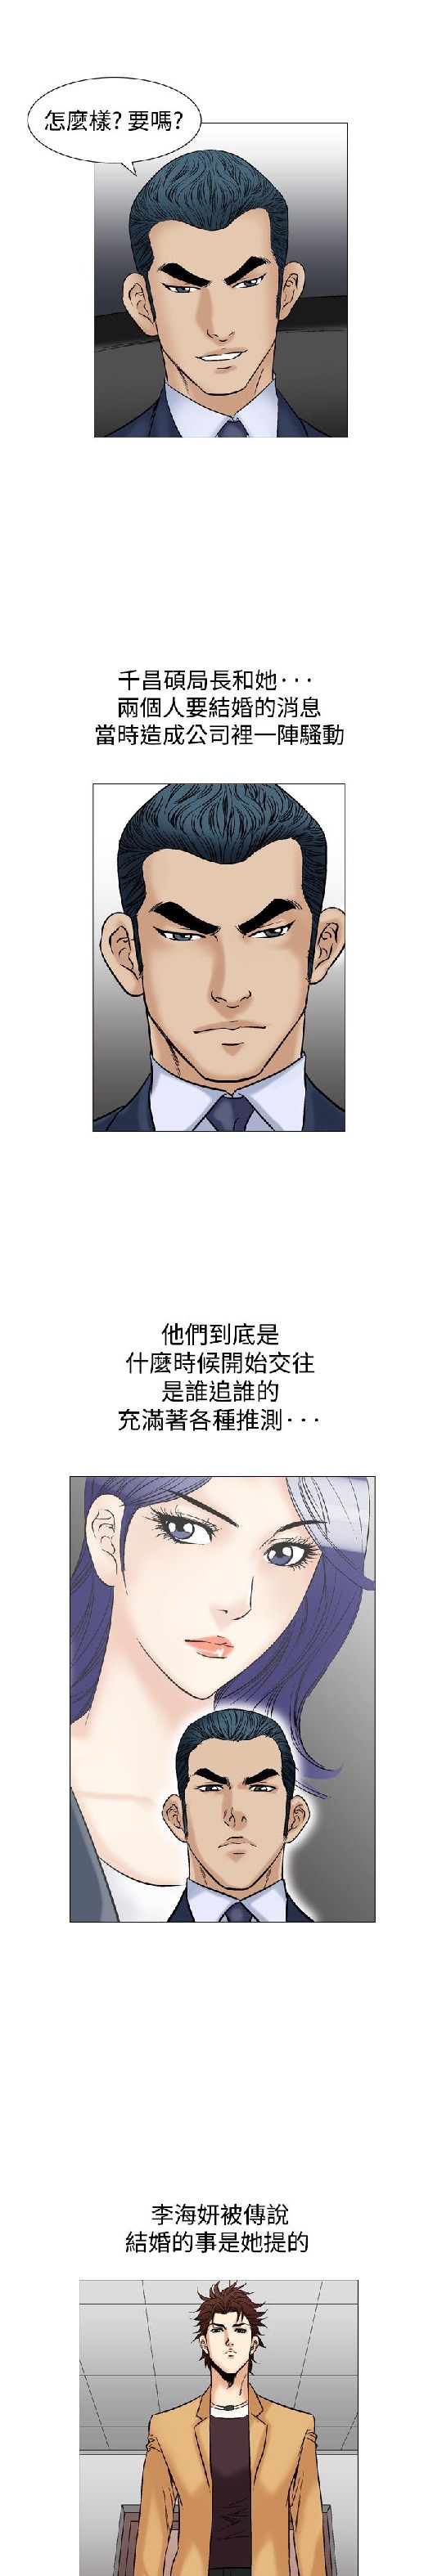 怎麼樣? 要嗎?
千昌碩局長和她···
兩個人要結婚的消息
當時造成公司裡一陣騷動
他們到底是
什麼時候開始交往
是誰追誰的
充滿著各種推測···
李海妍被傳說
結婚的事是她提的